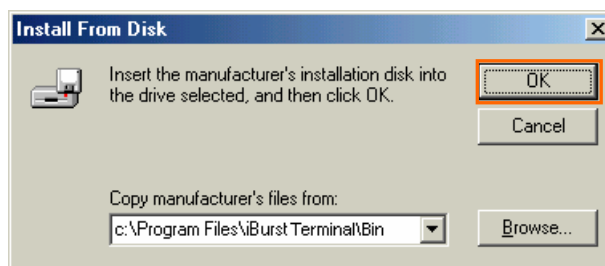 Install From Disk
Insert the manufacturer's installation disk into
the drive selected, and then click OK.
OK
Cancel
Copy manufacturer's files from:
c:\Program Files\iBurst Terminal\Bin
Browse...